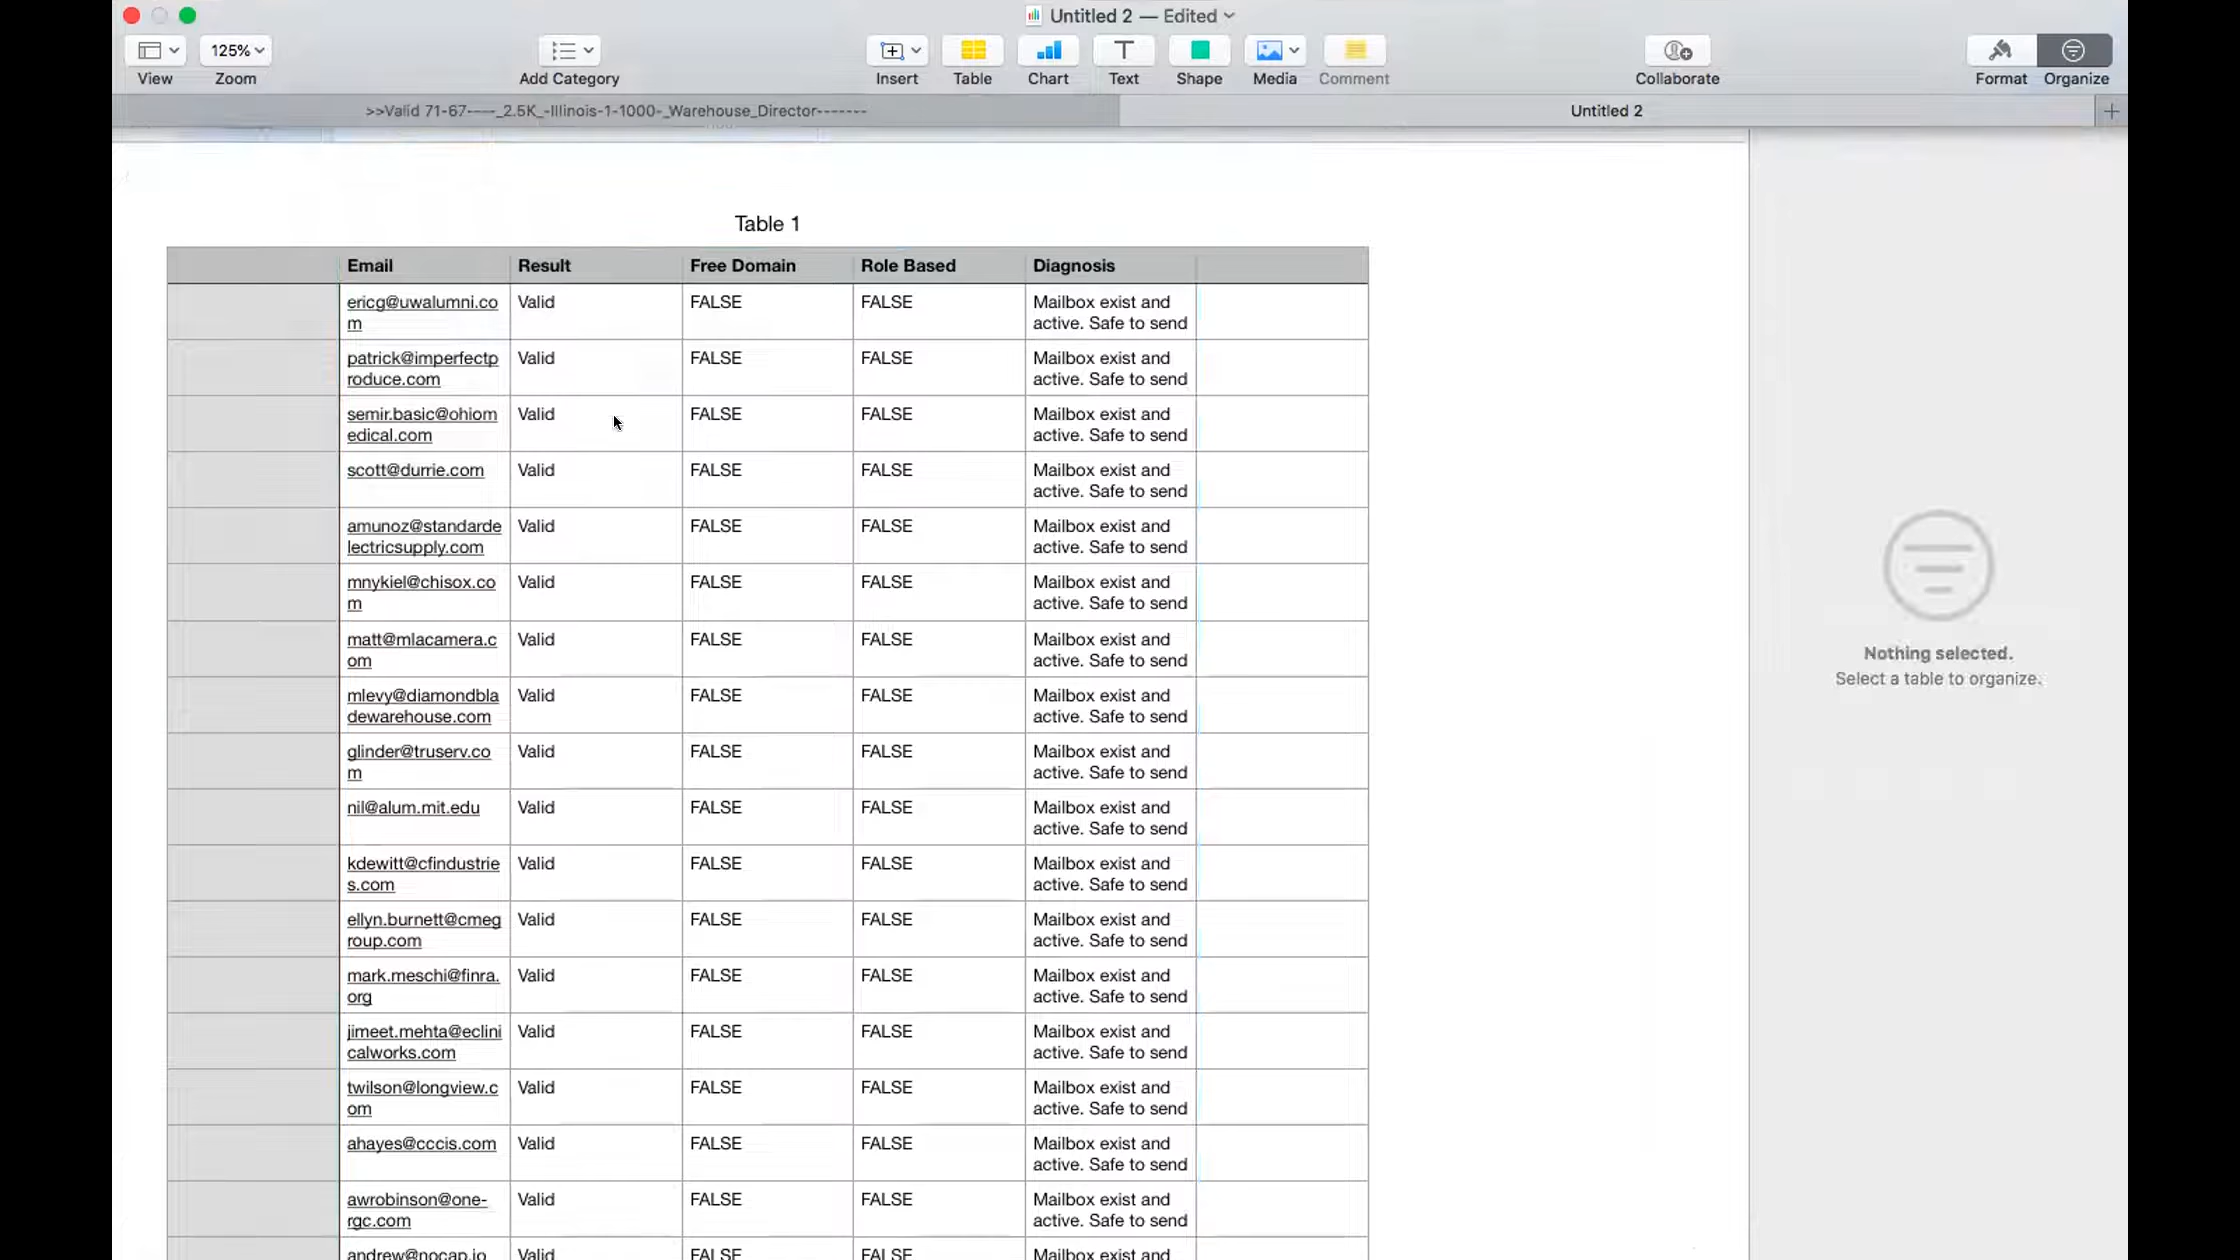 Untitled 2 — Edited
125%
View
Zoom
Add Category
Insert
Table
Chart
Text
Shape
Media
Comment
Collaborate
Format
Organize
Untitled 2
Table 1
Email Result Free Domain Role Based Diagnosis
ericg@uwalumni.co Valid FALSE FALSE Mailbox exist and
m active. Safe to send
patrick@imperfectp Valid FALSE FALSE Mailbox exist and
roduce.com active. Safe to send
semir.basic@ohiom Valid FALSE FALSE Mailbox exist and
edical.com active. Safe to send
scott@durrie.com Valid FALSE FALSE Mailbox exist and
active. Safe to send
amunoz@standarde Valid FALSE FALSE Mailbox exist and
lectricsupply.com active. Safe to send
mnykiel@chisox.co Valid FALSE FALSE Mailbox exist and
m active. Safe to send
matt@mlacamera.c Valid FALSE FALSE Mailbox exist and
om active. Safe to send
mlevy@diamondbla Valid FALSE FALSE Mailbox exist and
dewarehouse.com active. Safe to send
glinder@truserv.co Valid FALSE FALSE Mailbox exist and
m active. Safe to send
nil@alum.mit.edu Valid FALSE FALSE Mailbox exist and
active. Safe to send
kdewitt@cfindustrie Valid FALSE FALSE Mailbox exist and
s.com active. Safe to send
ellyn.burnett@cmeg Valid FALSE FALSE Mailbox exist and
roup.com active. Safe to send
mark.meschi@finra. Valid FALSE FALSE Mailbox exist and
org active. Safe to send
jimeet.mehta@eclini Valid FALSE FALSE Mailbox exist and
calworks.com active. Safe to send
twilson@longview.c Valid FALSE FALSE Mailbox exist and
om active. Safe to send
ahayes@cccis.com Valid FALSE FALSE Mailbox exist and
active. Safe to send
awrobinson@one- Valid FALSE FALSE Mailbox exist and
rgc.com active. Safe to send
andrew@nocap.io Valid FALSE FALSE Mailbox exist and
Nothing selected.
Select a table to organize.